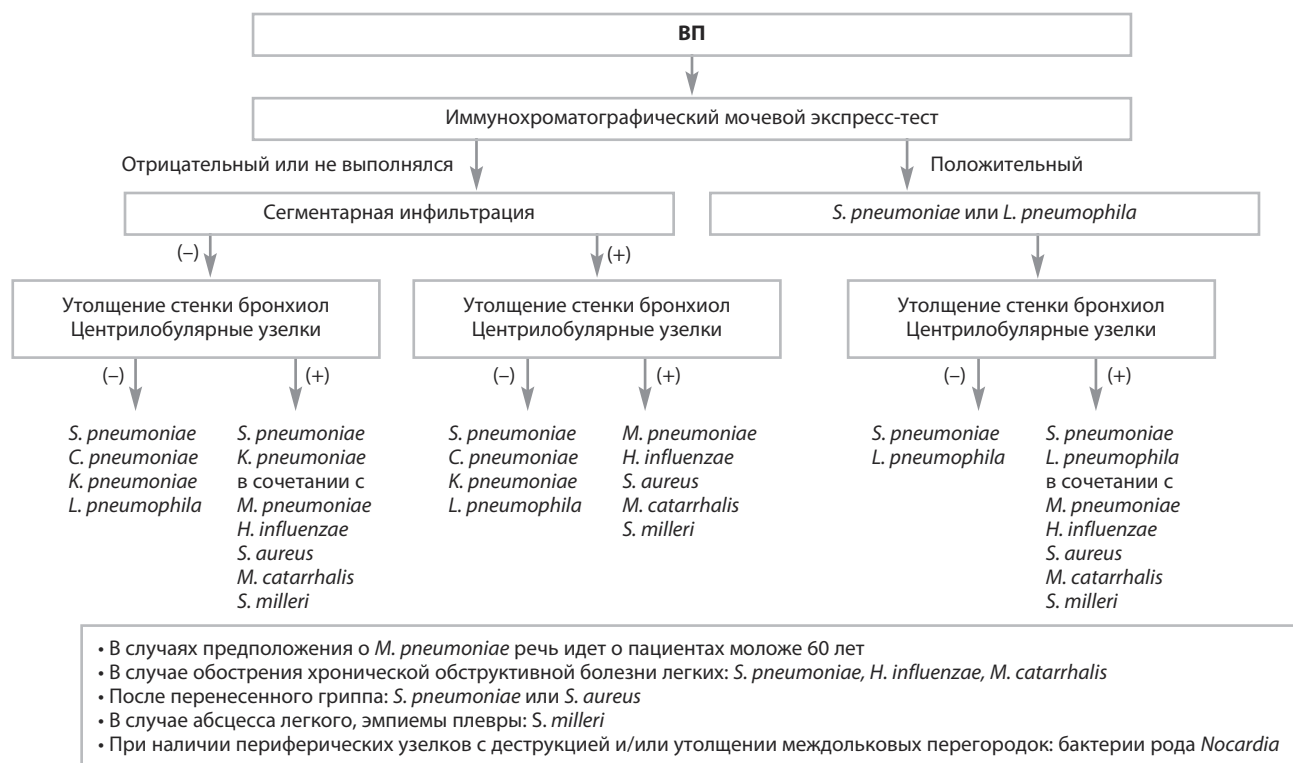 ВП
Иммунохроматографический мочевой экспресс-тест
Отрицательный или не выполнялся
Положительный
Сегментарная инфильтрация
S. pneumoniae или L. pneumophila
(–)
(+)
Утолщение стенки бронхиол
Центрилобулярные узелки
Утолщение стенки бронхиол
Центрилобулярные узелки
Утолщение стенки бронхиол
Центрилобулярные узелки
(–)
(+)
(–)
(+)
(–)
(+)
S. pneumoniae
C. pneumoniae
K. pneumoniae
L. pneumophila
S. pneumoniae
K. pneumoniae
в сочетании с
M. pneumoniae
H. influenzae
S. aureus
M. catarrhalis
S. milleri
S. pneumoniae
C. pneumoniae
K. pneumoniae
L. pneumophila
M. pneumoniae
H. influenzae
S. aureus
M. catarrhalis
S. milleri
S. pneumoniae
L. pneumophila
S. pneumoniae
L. pneumophila
в сочетании с
M. pneumoniae
H. influenzae
S. aureus
M. catarrhalis
S. milleri
• В случаях предположения о M. pneumoniae речь идет о пациентах моложе 60 лет
• В случае обострения хронической обструктивной болезни легких: S. pneumoniae, H. influenzae, M. catarrhalis
• После перенесенного гриппа: S. pneumoniae или S. aureus
• В случае абсцесса легкого, эмпиемы плевры: S. milleri
• При наличии периферических узелков с деструкцией и/или утолщении междольковых перегородок: бактерии рода Nocardia